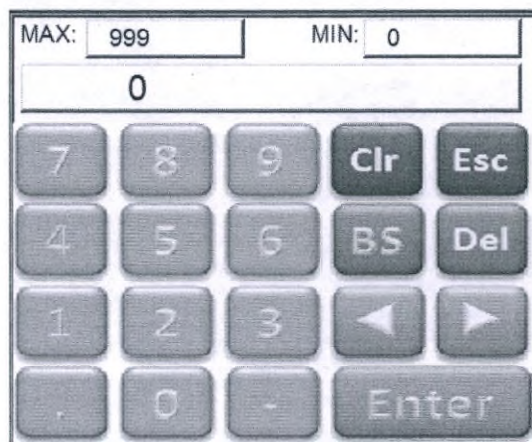 MAX: 999 MIN: 0
0
7 8 9 Clr Esc
4 5 6 BS Del
1 2 3 ◀ ▶
. 0 - Enter